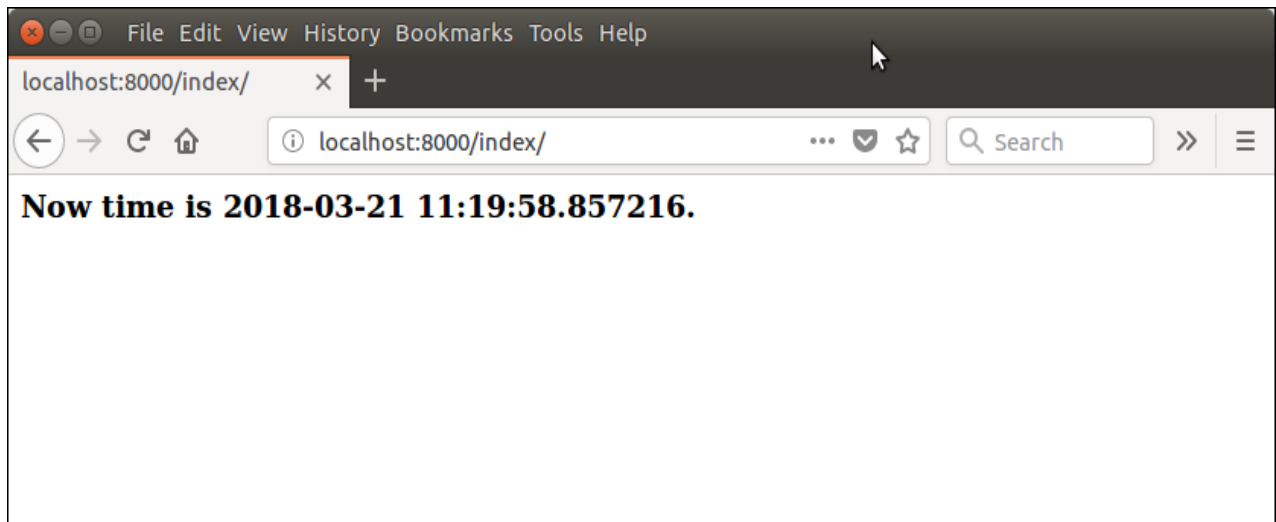 File Edit View History Bookmarks Tools Help
localhost:8000/index/
localhost:8000/index/ Search
Now time is 2018-03-21 11:19:58.857216.